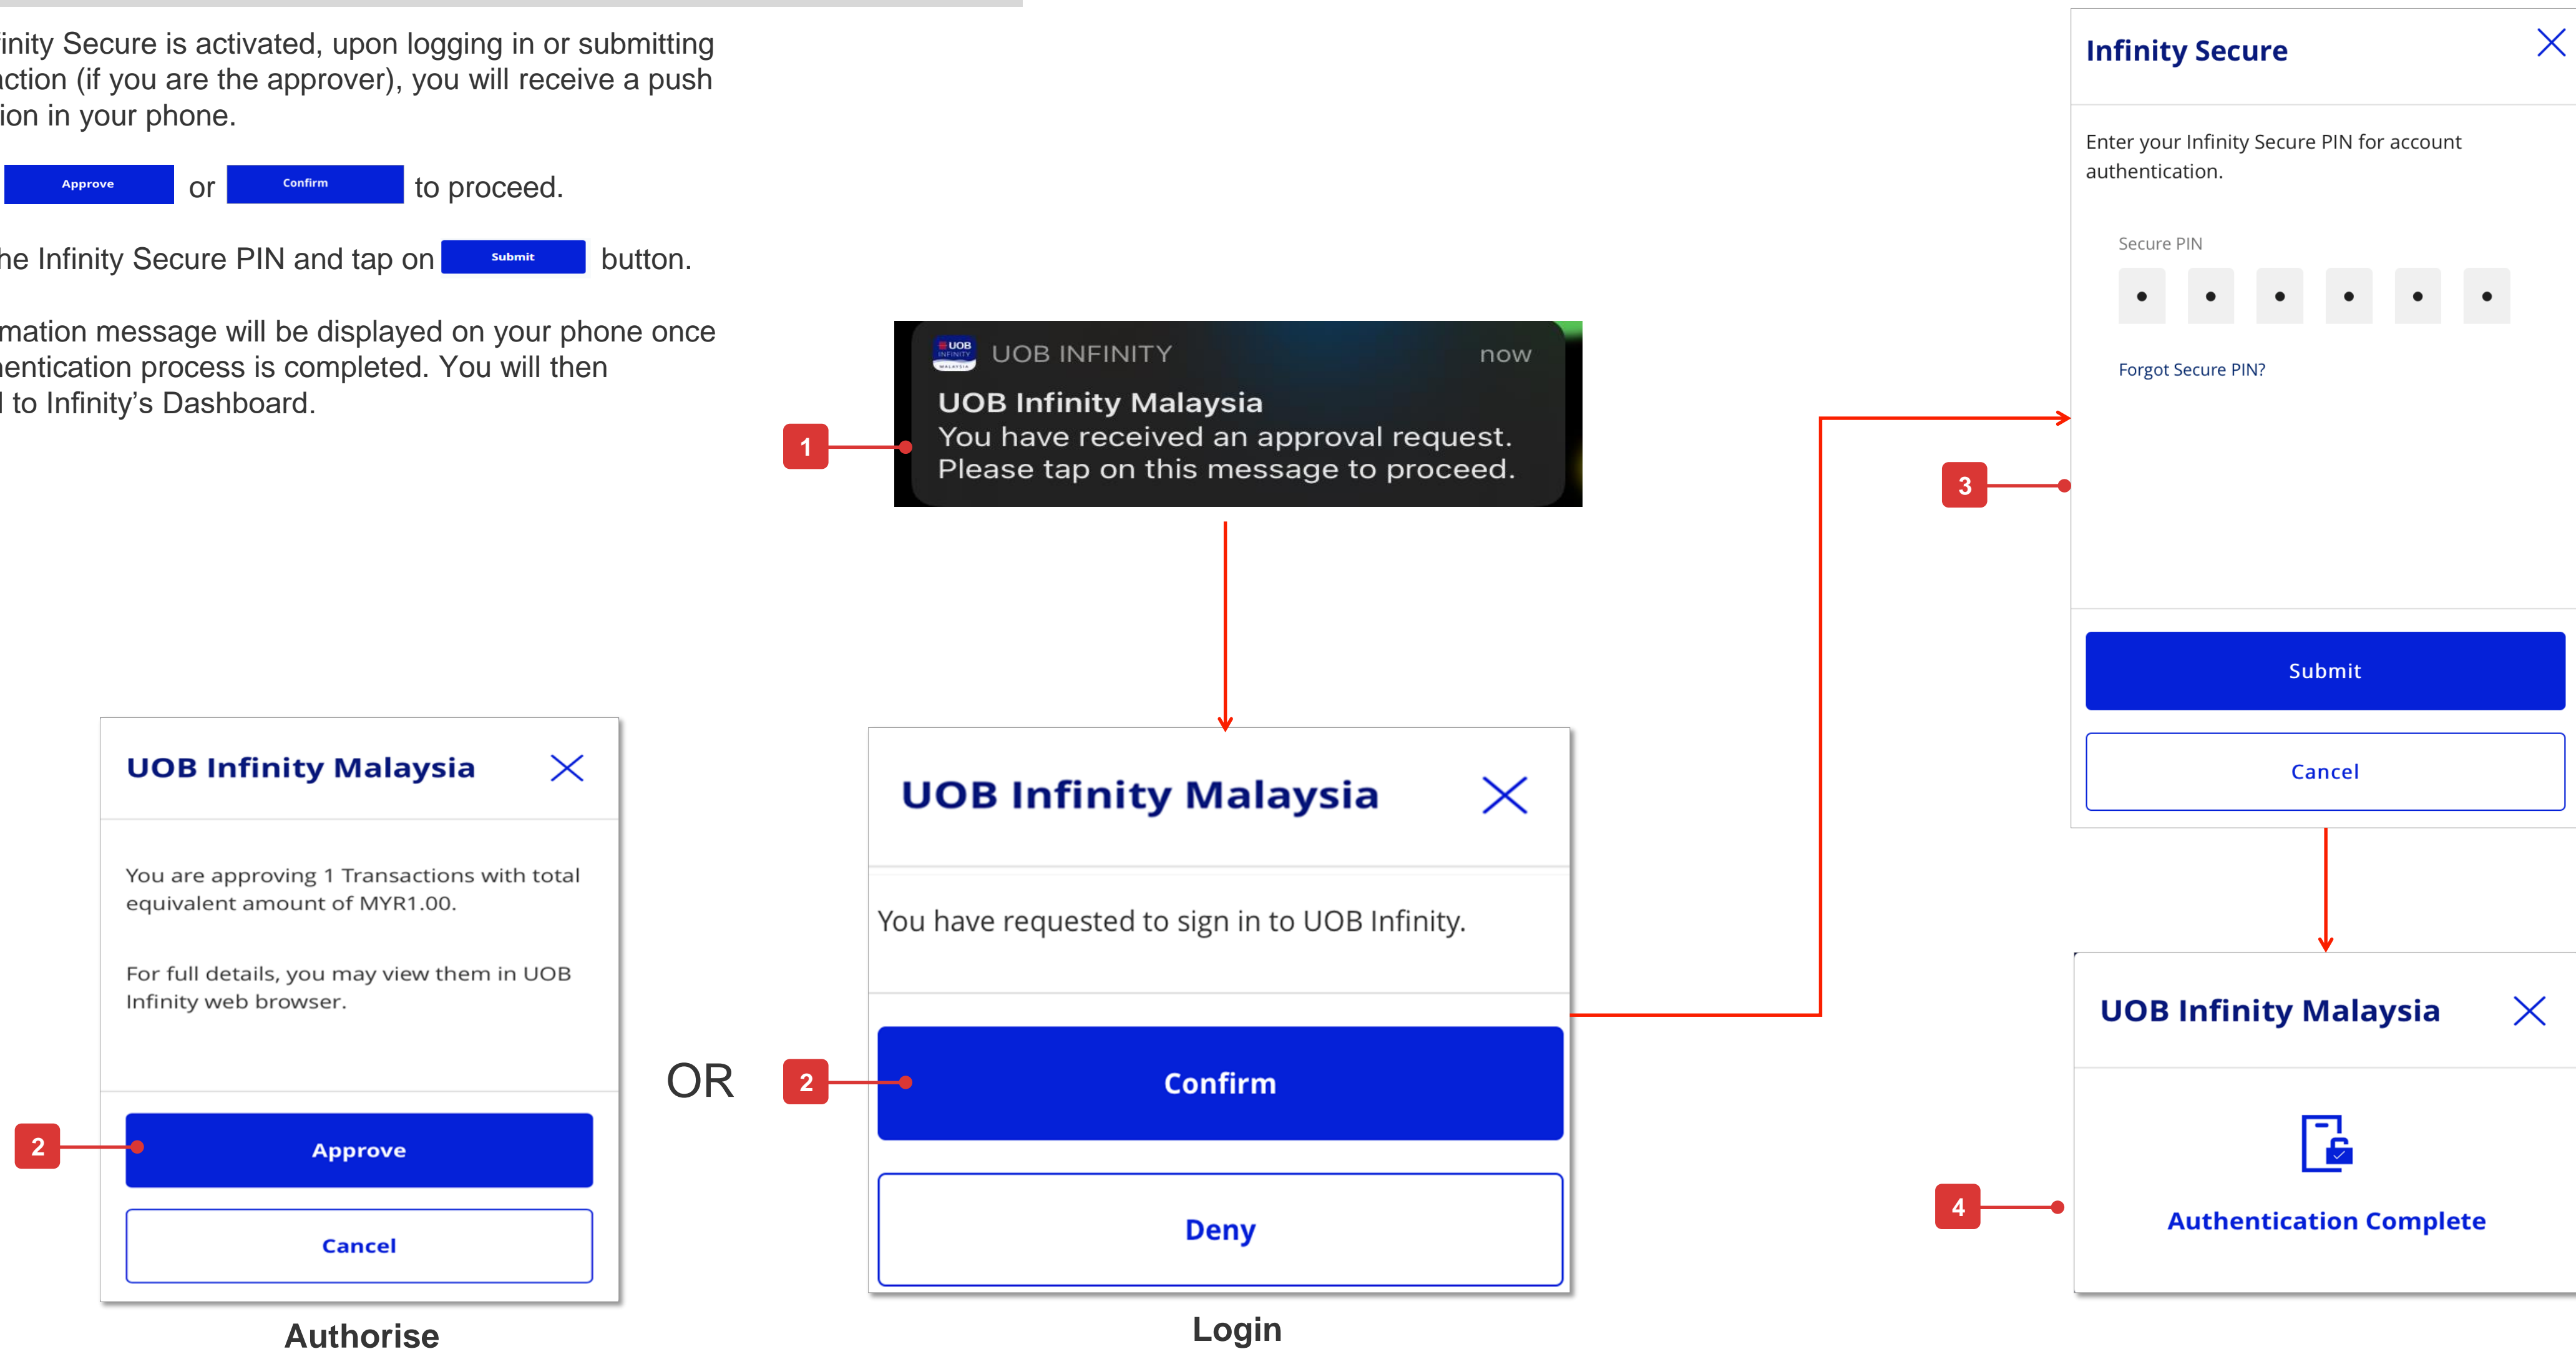 finity Secure is activated, upon logging in or submitting
action (if you are the approver), you will receive a push
ion in your phone.
Approve or Confirm to proceed.
he Infinity Secure PIN and tap on Submit button.
mation message will be displayed on your phone once
entication process is completed. You will then
to Infinity's Dashboard.
1
UOB INFINITY MALAYSIA
UOB INFINITY now
UOB Infinity Malaysia
You have received an approval request.
Please tap on this message to proceed.
UOB Infinity Malaysia
You are approving 1 Transactions with total
equivalent amount of MYR1.00.
For full details, you may view them in UOB
Infinity web browser.
2
Approve
Cancel
Authorise
OR
UOB Infinity Malaysia
You have requested to sign in to UOB Infinity.
2
Confirm
Deny
Login
Infinity Secure
Enter your Infinity Secure PIN for account
authentication.
Secure PIN
Forgot Secure PIN?
3
Submit
Cancel
UOB Infinity Malaysia
4
Authentication Complete